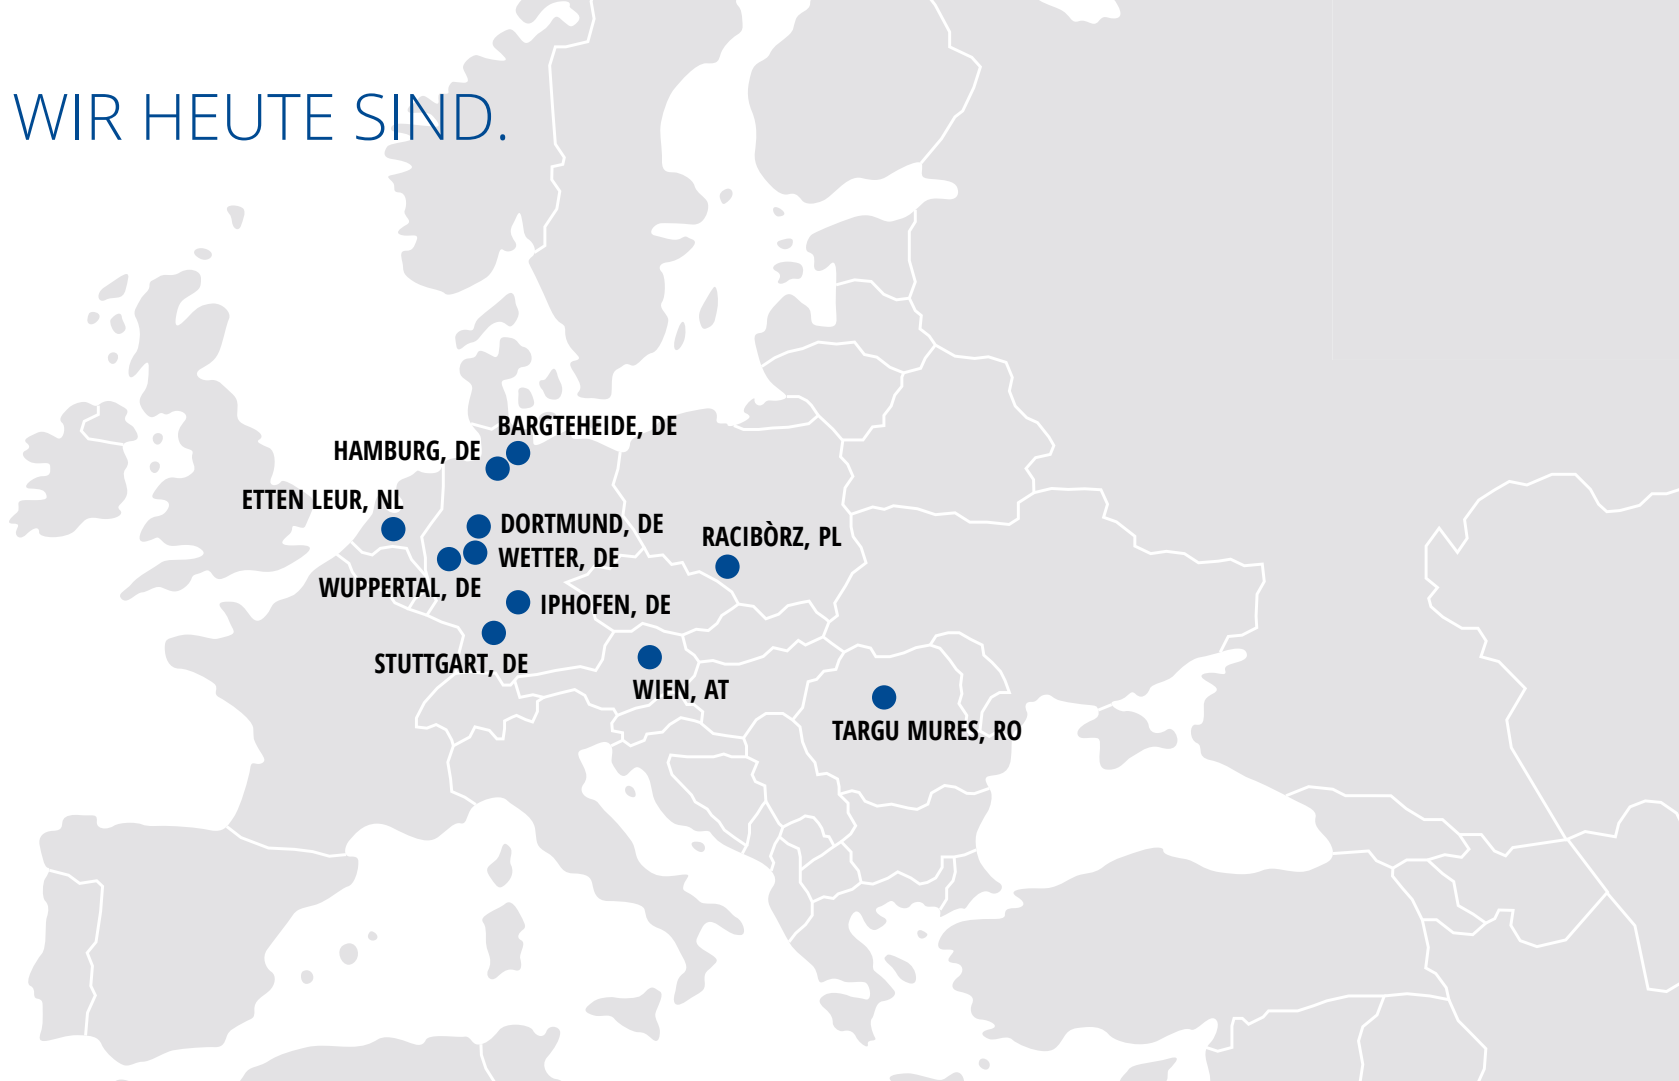 WIR HEUTE SIND.
BARGTEHEIDE, DE
HAMBURG, DE
ETTEN LEUR, NL
DORTMUND, DE
RACIBÒRZ, PL
WETTER, DE
WUPPERTAL, DE
IPHOFEN, DE
STUTTGART, DE
WIEN, AT
TARGU MURES, RO